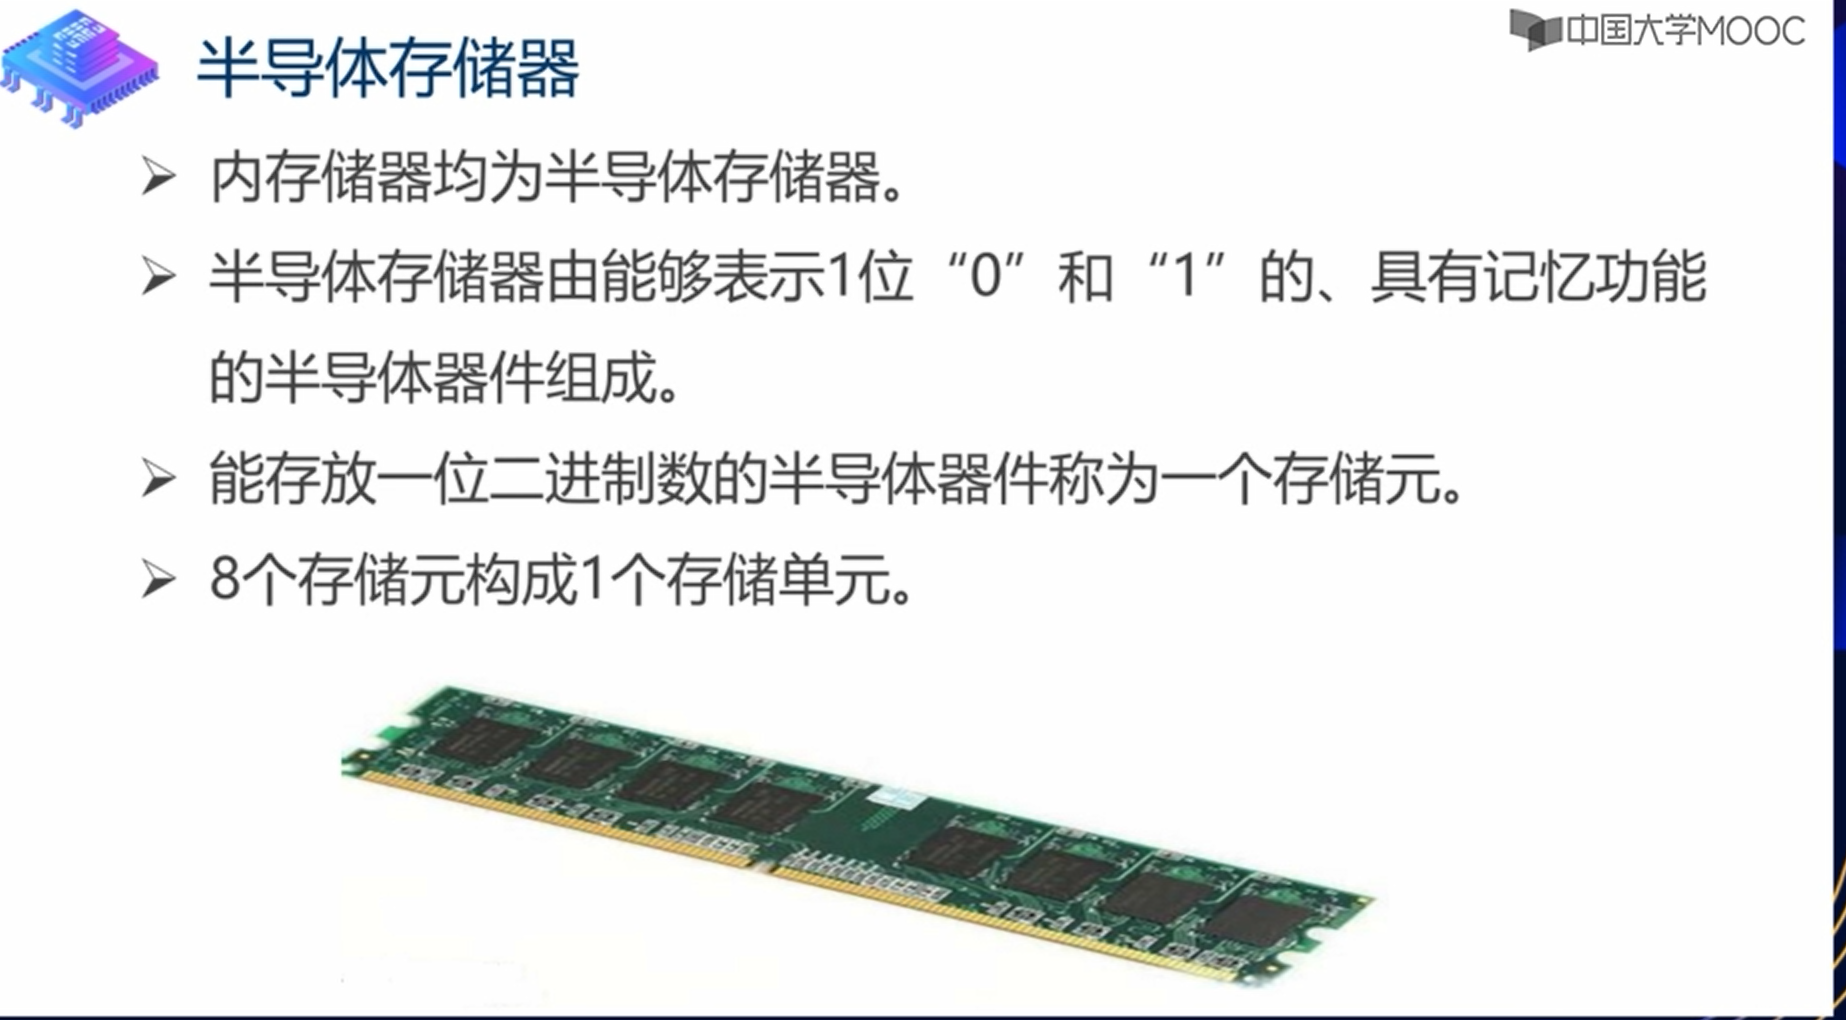 中国大学MOOC
半导体存储器
内存储器均为半导体存储器。
半导体存储器由能够表示1位“0”和“1”的、具有记忆功能
的半导体器件组成。
能存放一位二进制数的半导体器件称为一个存储元。
8个存储元构成1个存储单元。